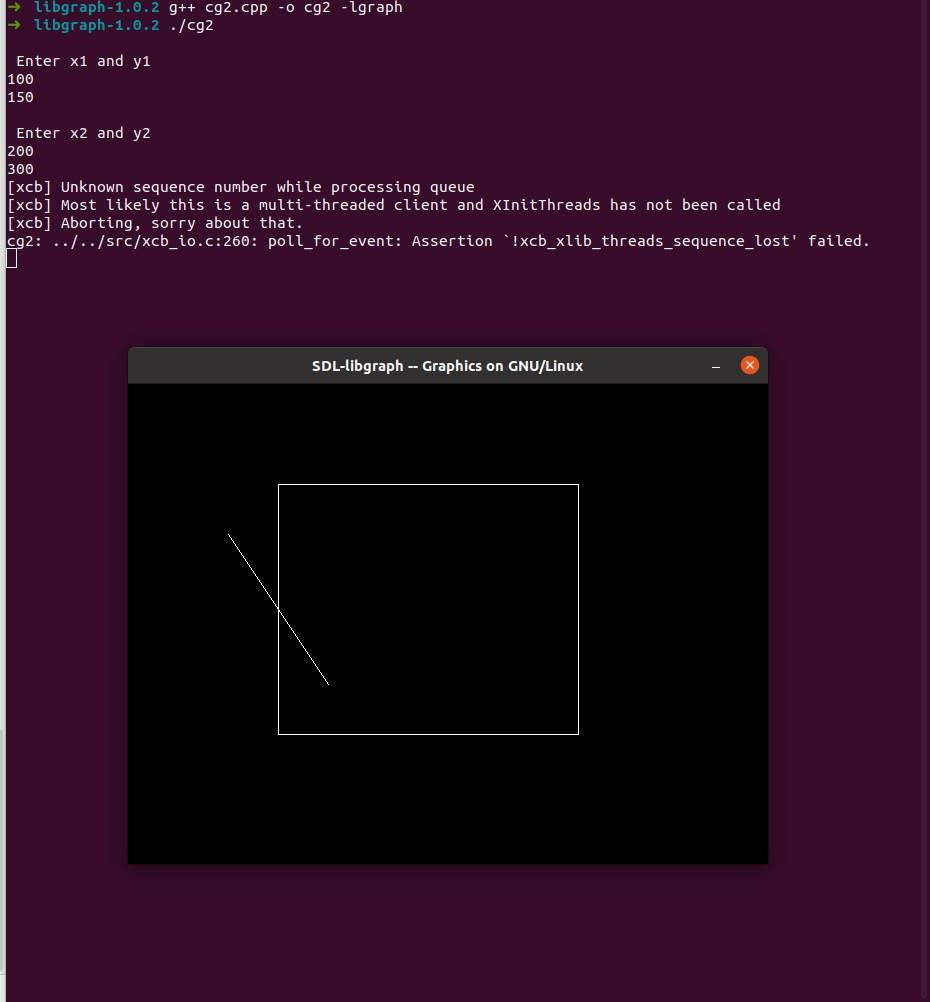 ➜ libgraph-1.0.2 g++ cg2.cpp -o cg2 -lgraph
➜ libgraph-1.0.2 ./cg2
Enter x1 and y1
100
150
Enter x2 and y2
200
300
[xcb] Unknown sequence number while processing queue
[xcb] Most likely this is a multi-threaded client and XInitThreads has not been called
[xcb] Aborting, sorry about that.
cg2: ../../src/xcb_io.c:260: poll_for_event: Assertion `!xcb_xlib_threads_sequence_lost' failed.
SDL-libgraph -- Graphics on GNU/Linux